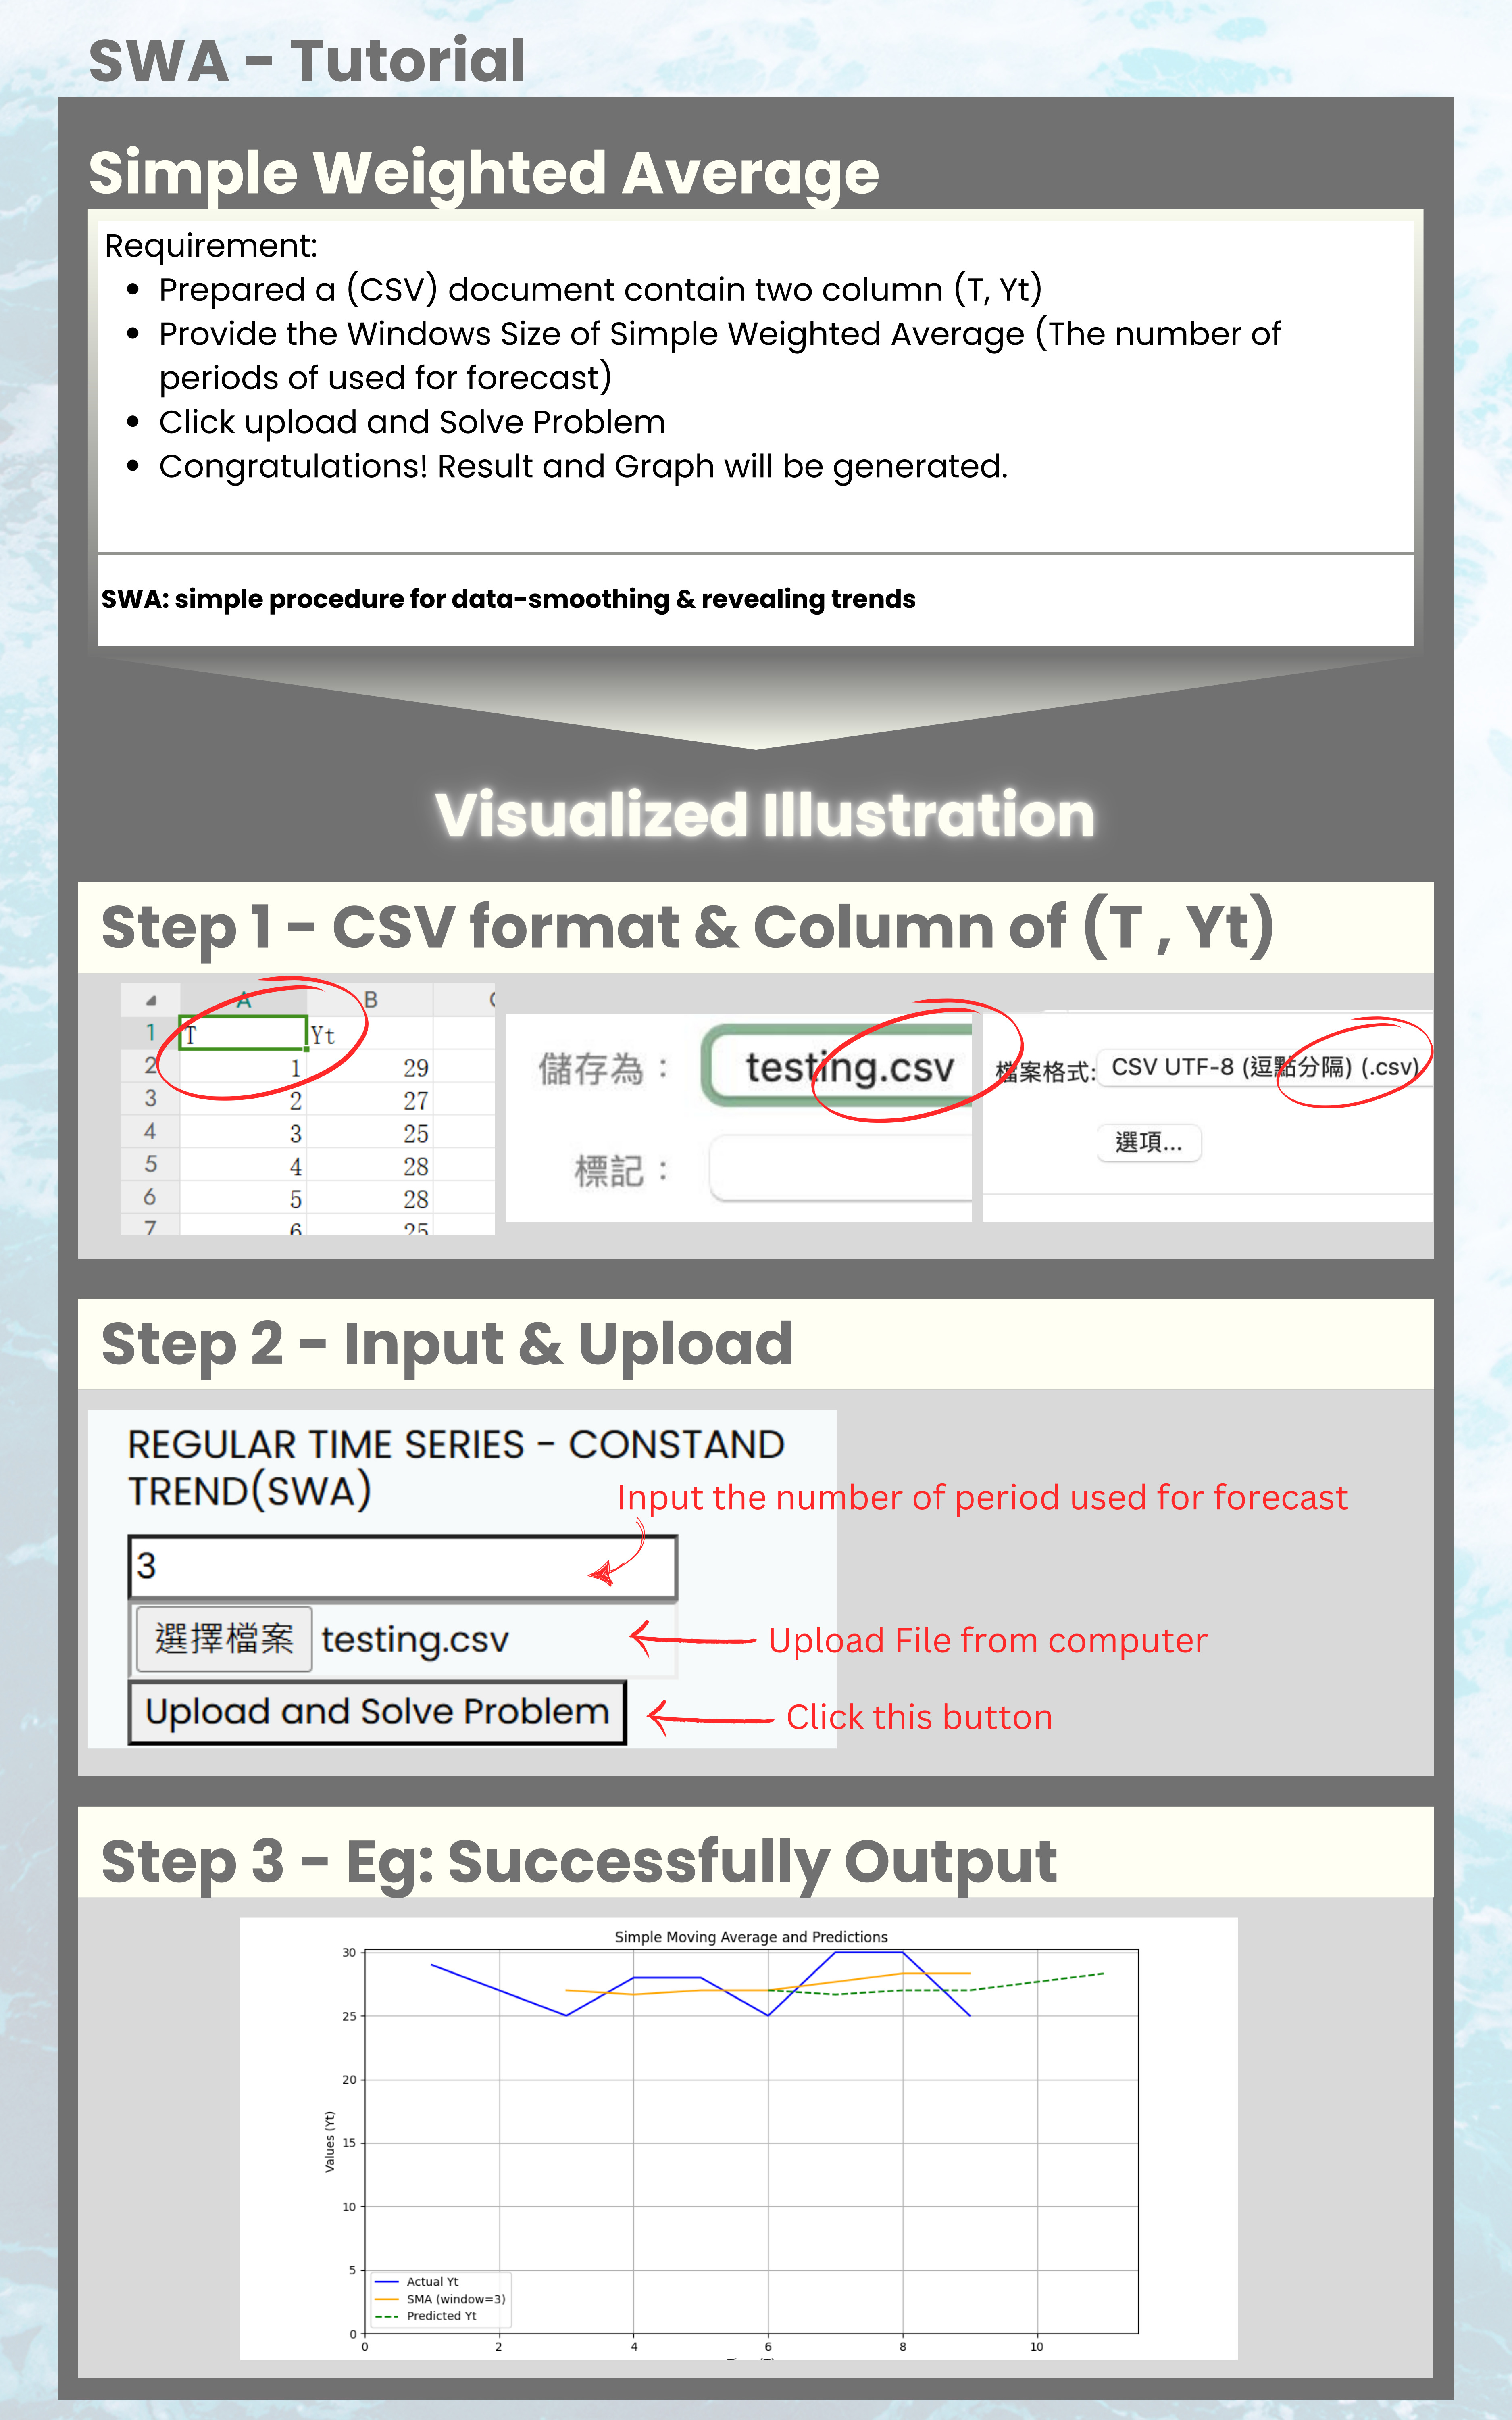 SWA - Tutorial
Simple Weighted Average
Requirement:
• Prepared a (CSV) document contain two column (T, Yt)
• Provide the Windows Size of Simple Weighted Average (The number of
periods of used for forecast)
• Click upload and Solve Problem
• Congratulations! Result and Graph will be generated.
SWA: simple procedure for data-smoothing & revealing trends
Visualized Illustration
Step 1 - CSV format & Column of (T , Yt)
A B
1 T Yt
2 1 29
3 2 27
4 3 25
5 4 28
6 5 28
7 6 25
儲存為：
testing.csv
標記：
檔案格式: CSV UTF-8 (逗點分隔) (.csv)
選項...
Step 2 - Input & Upload
REGULAR TIME SERIES - CONSTAND
TREND(SWA)
Input the number of period used for forecast
3
選擇檔案 testing.csv
Upload File from computer
Upload and Solve Problem
Click this button
Step 3 - Eg: Successfully Output
Simple Moving Average and Predictions
30
25
20
15
10
5
0
Values (Yt)
Actual Yt
SMA (window=3)
Predicted Yt
0 2 4 6 8 10